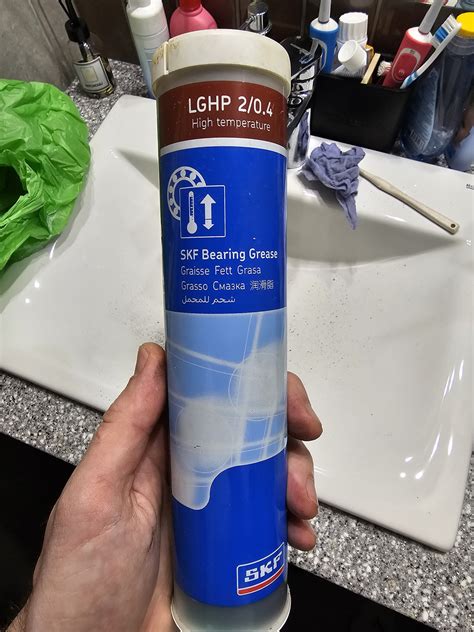 LGHP 2/0.4
High temperature
SKF Bearing Grease
Graisse Fett Grasa
Grasso Смазка 润滑脂
شحم للمحمل
SKF